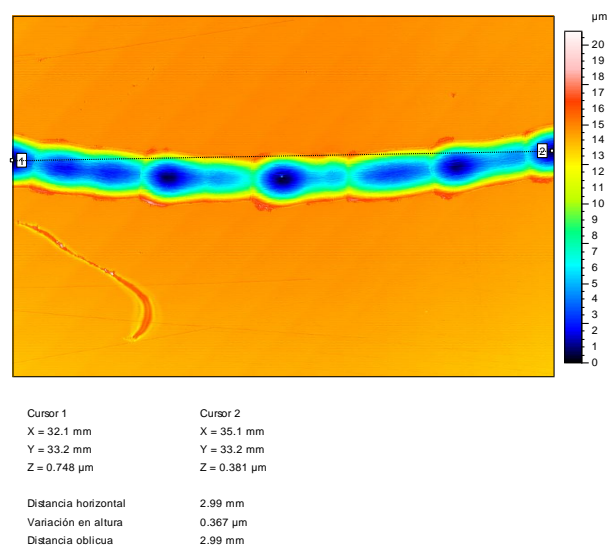 µm
20
19
18
17
16
15
14
13
12
11
10
9
8
7
6
5
4
3
2
1
0
1
2
Cursor 1 Cursor 2
X = 32.1 mm X = 35.1 mm
Y = 33.2 mm Y = 33.2 mm
Z = 0.748 µm Z = 0.381 µm
Distancia horizontal 2.99 mm
Variación en altura 0.367 µm
Distancia oblicua 2.99 mm